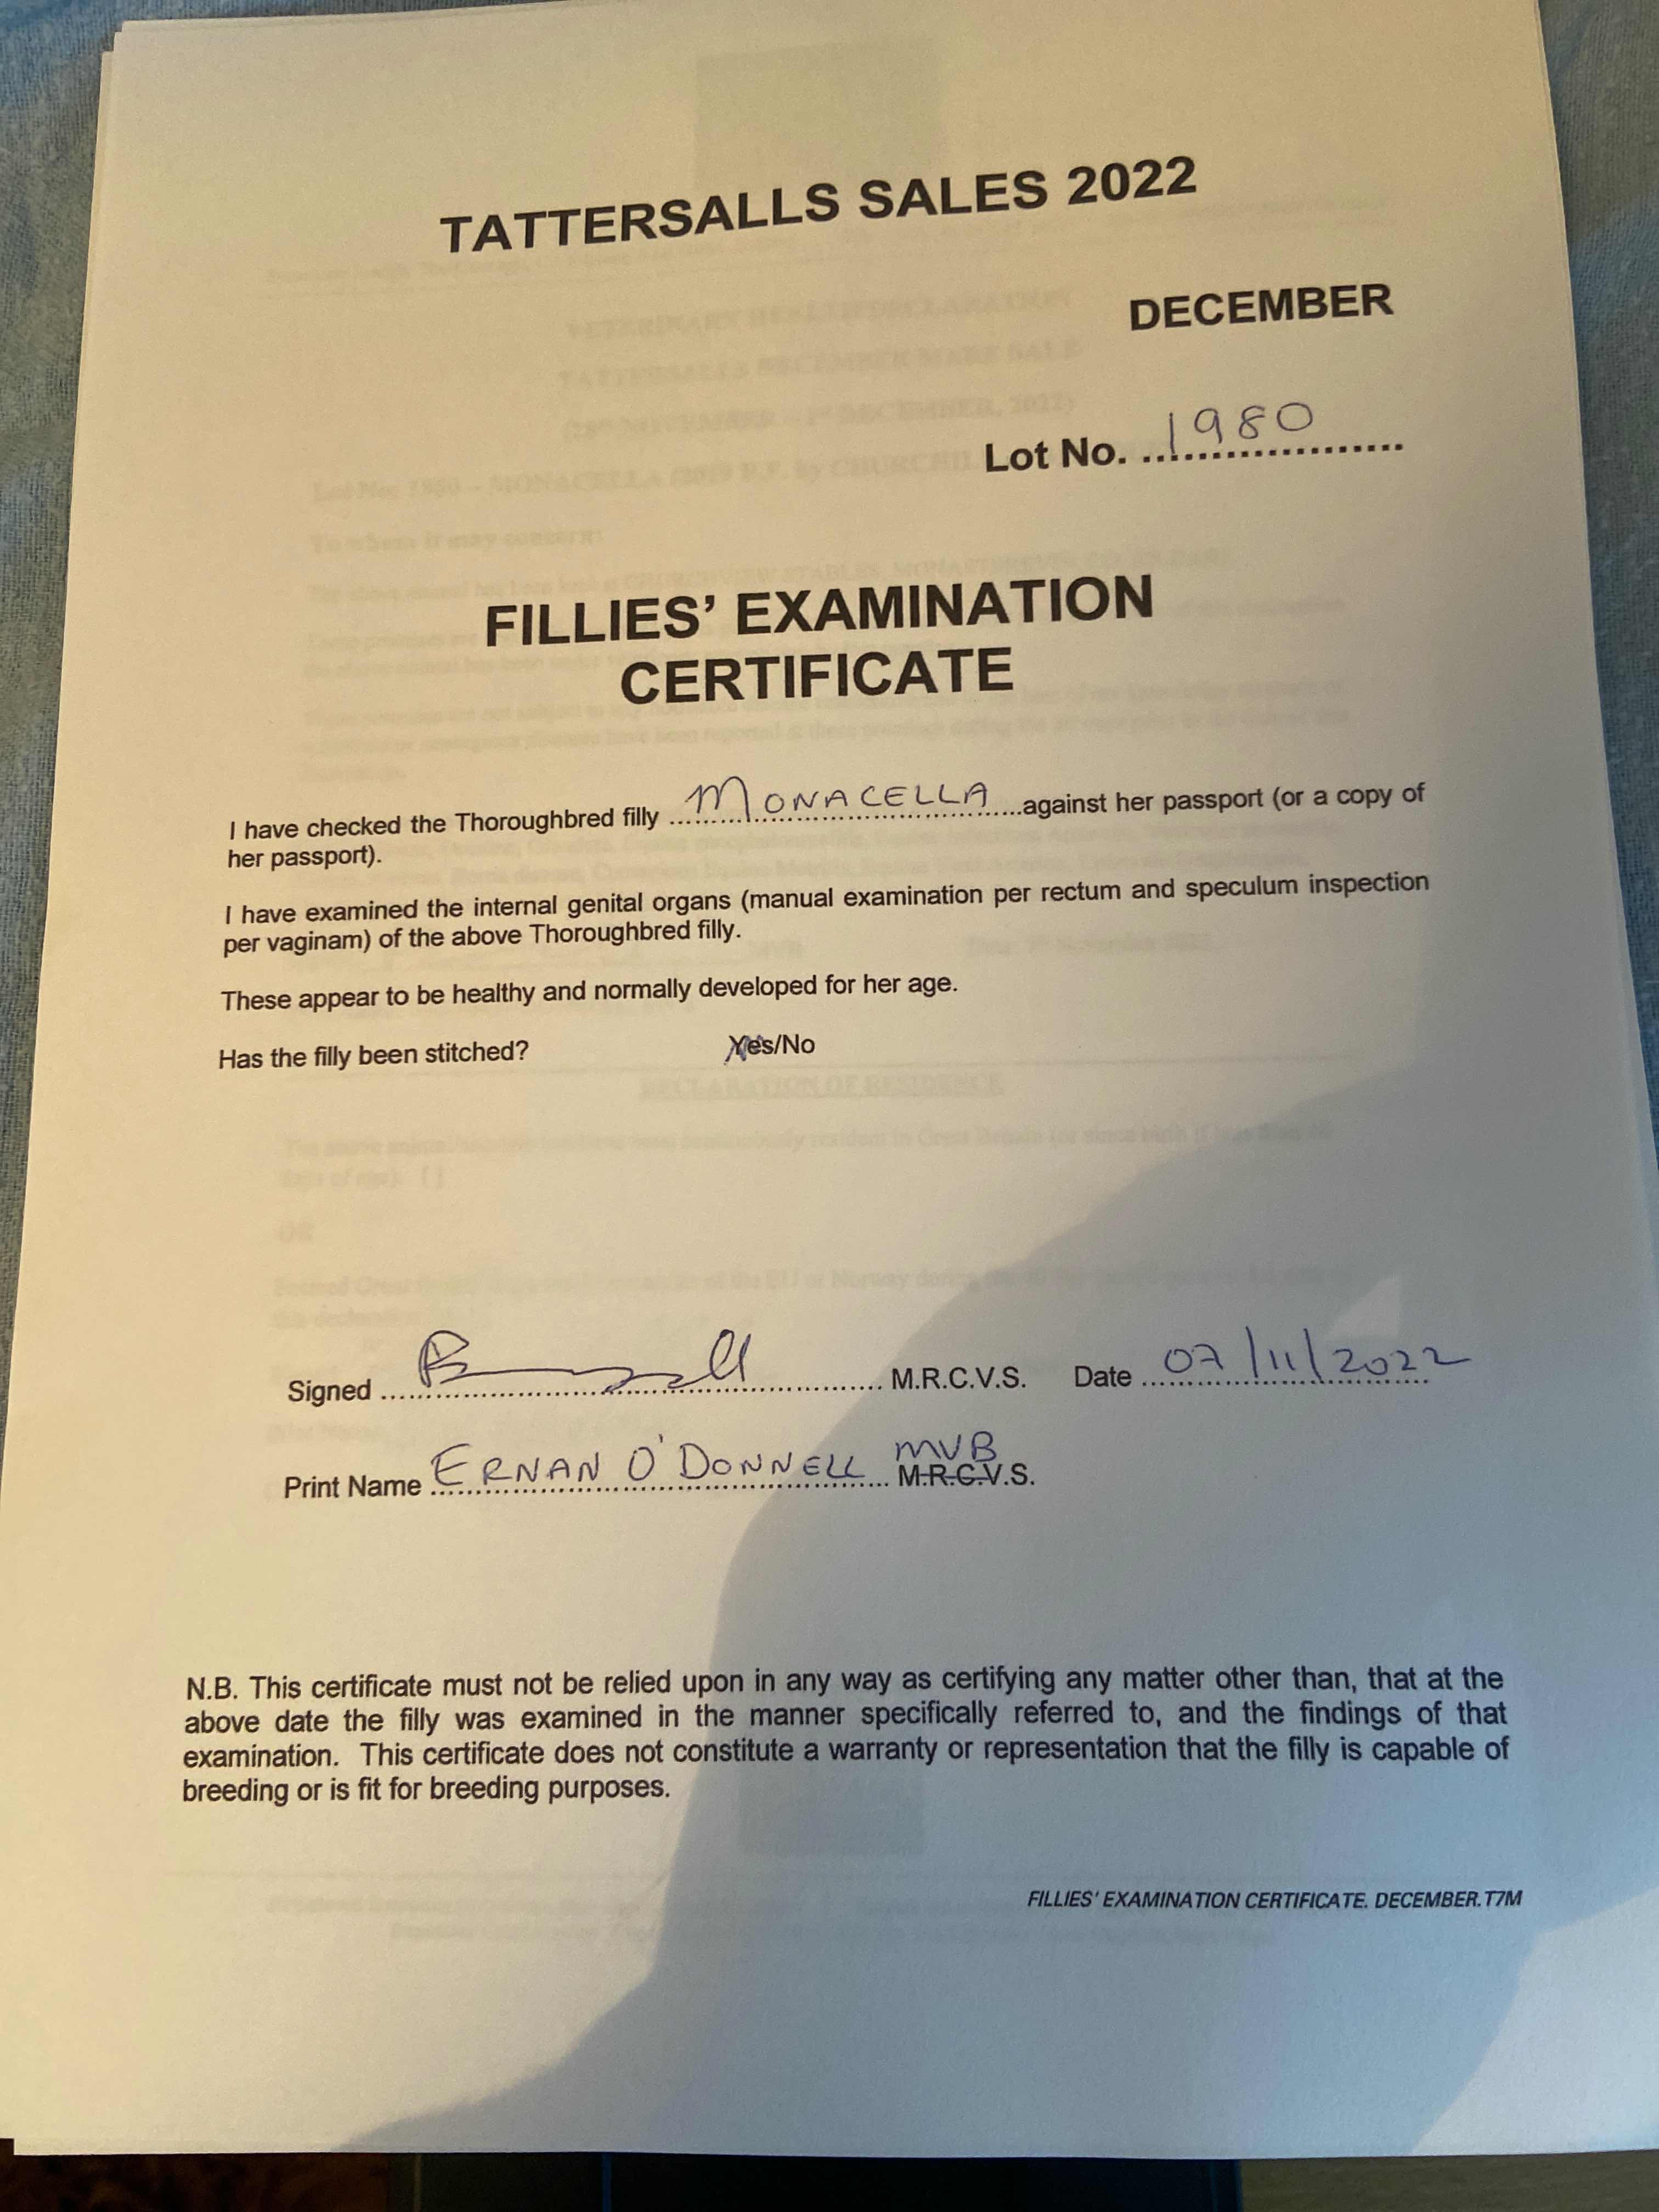 TATTERSALLS SALES 2022
DECEMBER
Lot No. 1980
FILLIES' EXAMINATION
CERTIFICATE
I have checked the Thoroughbred filly MONACELLA against her passport (or a copy of
her passport).
I have examined the internal genital organs (manual examination per rectum and speculum inspection
per vaginam) of the above Thoroughbred filly.
These appear to be healthy and normally developed for her age.
Has the filly been stitched? Yes/No
Signed M.R.C.V.S. Date 07/11/2022
MVB
Print Name ERNAN O'DONNELL M.R.C.V.S.
N.B. This certificate must not be relied upon in any way as certifying any matter other than, that at the
above date the filly was examined in the manner specifically referred to, and the findings of that
examination. This certificate does not constitute a warranty or representation that the filly is capable of
breeding or is fit for breeding purposes.
FILLIES' EXAMINATION CERTIFICATE. DECEMBER.T7M